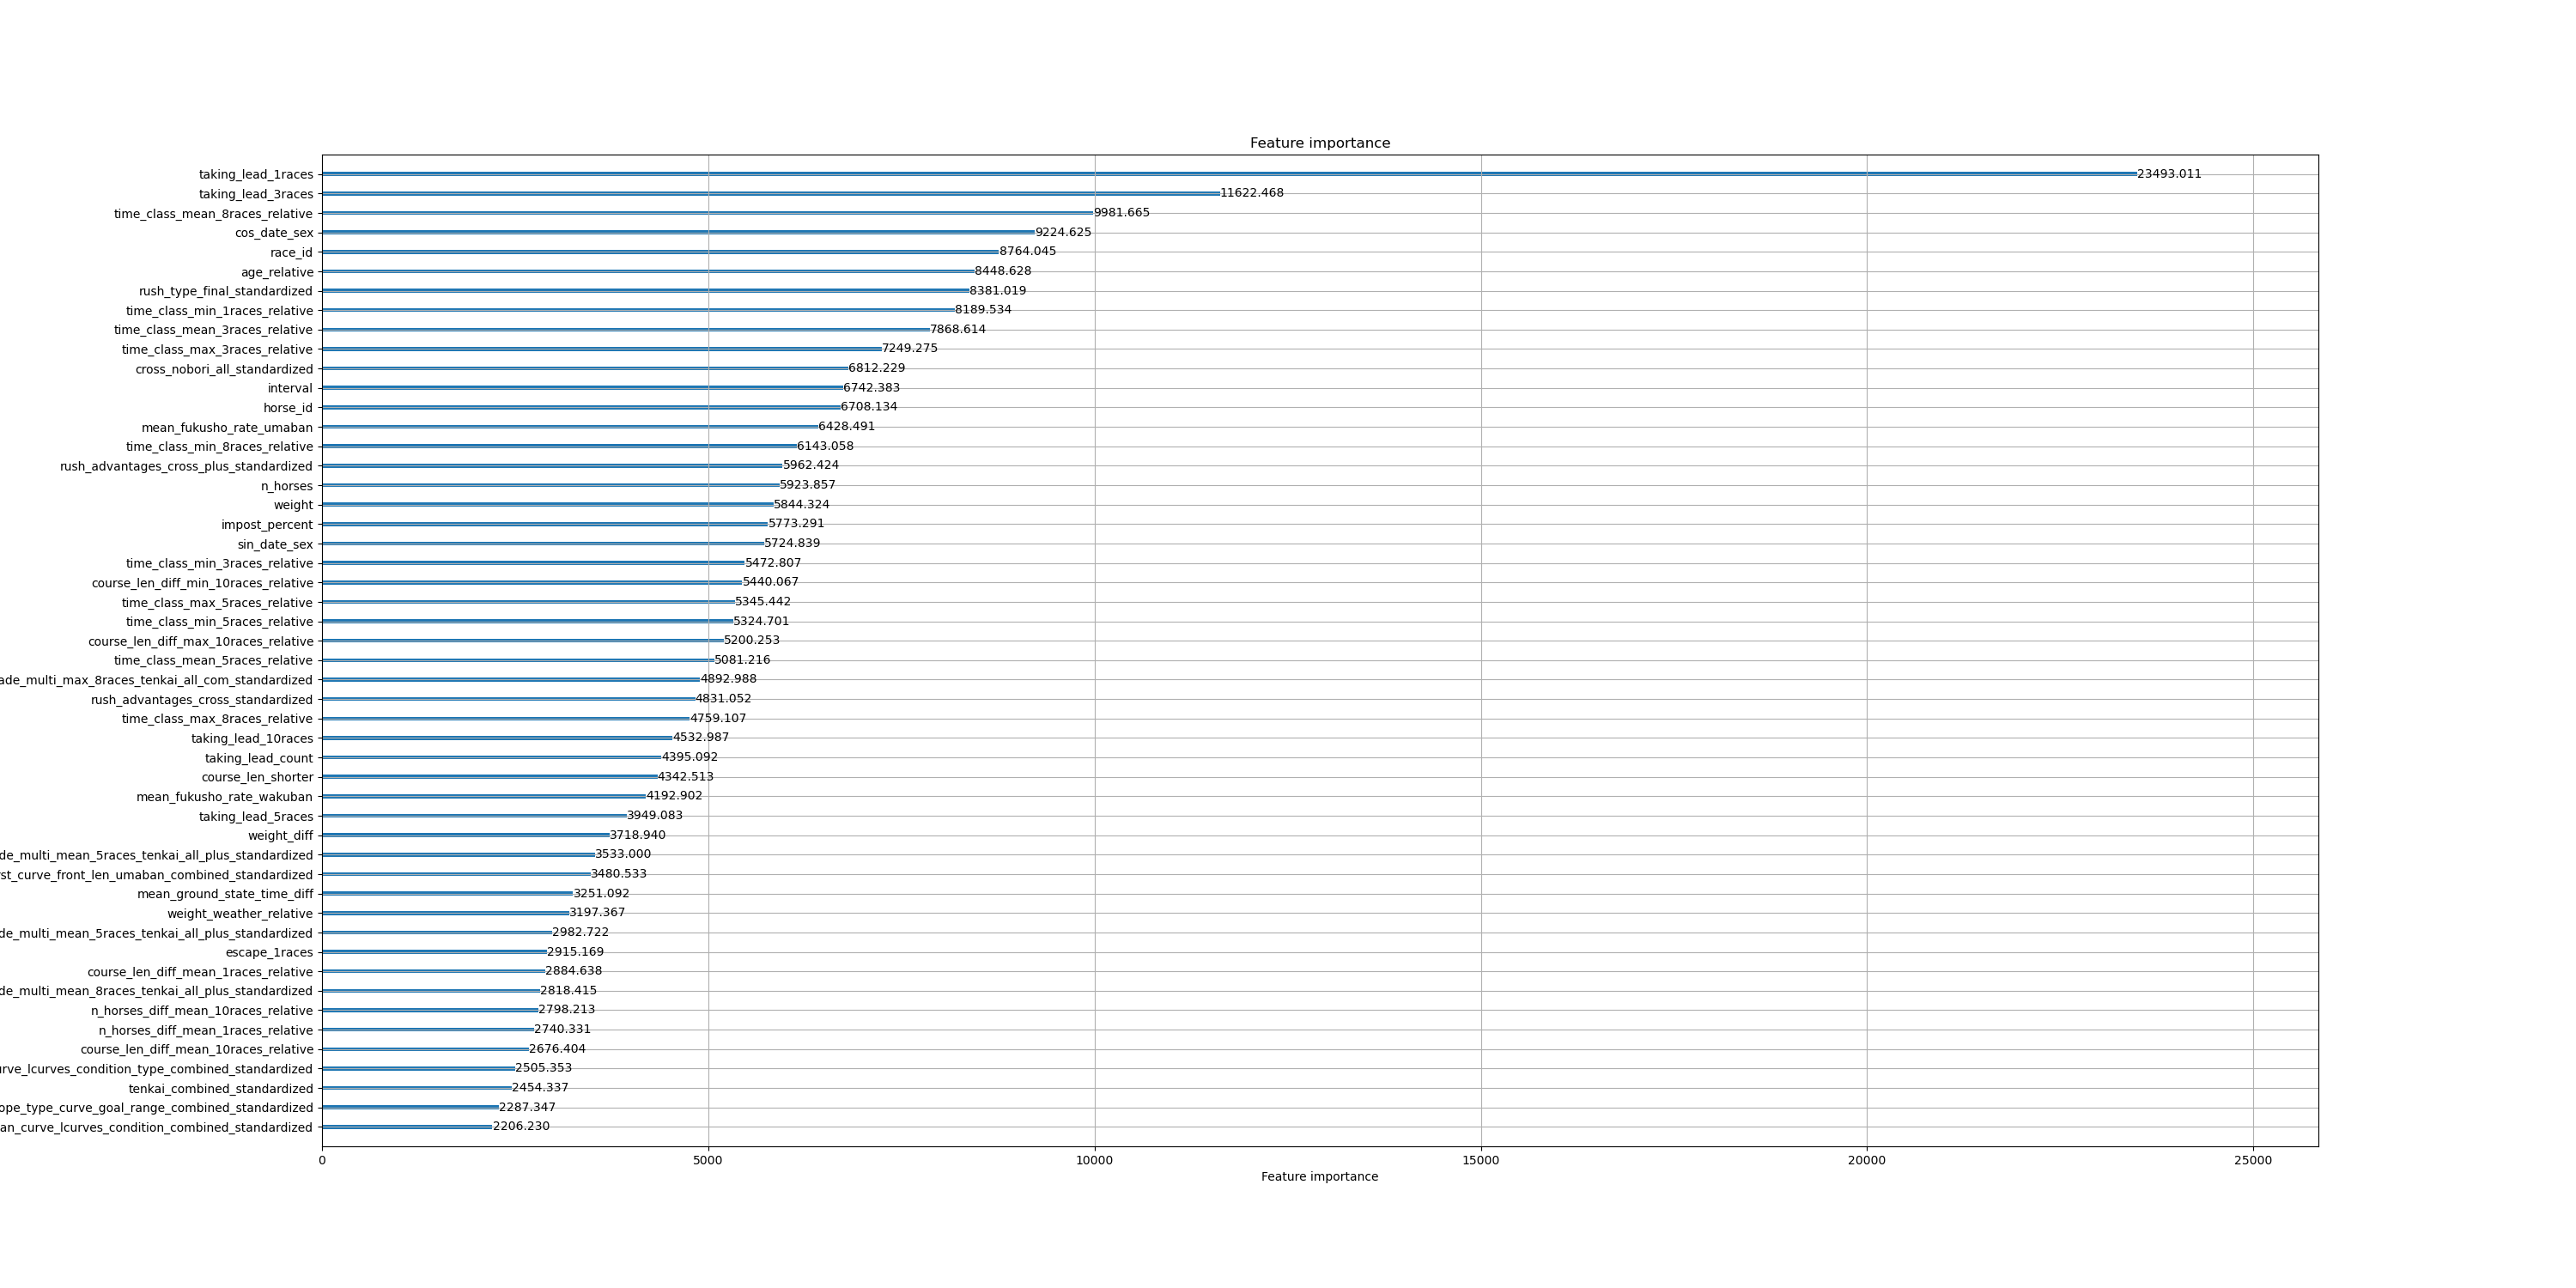 Feature importance
taking_lead_1races 23493.011
taking_lead_3races 11622.468
time_class_mean_8races_relative 9981.665
cos_date_sex 9224.625
race_id 8764.045
age_relative 8448.628
rush_type_final_standardized 8381.019
time_class_min_1races_relative 8189.534
time_class_mean_3races_relative 7868.614
time_class_max_3races_relative 7249.275
cross_nobori_all_standardized 6812.229
interval 6742.383
horse_id 6708.134
mean_fukusho_rate_umaban 6428.491
time_class_min_8races_relative 6143.058
rush_advantages_cross_plus_standardized 5962.424
n_horses 5923.857
weight 5844.324
impost_percent 5773.291
sin_date_sex 5724.839
time_class_min_3races_relative 5472.807
course_len_diff_min_10races_relative 5440.067
time_class_max_5races_relative 5345.442
time_class_min_5races_relative 5324.701
course_len_diff_max_10races_relative 5200.253
time_class_mean_5races_relative 5081.216
ade_multi_max_8races_tenkai_all_com_standardized 4892.988
rush_advantages_cross_standardized 4831.052
time_class_max_8races_relative 4759.107
taking_lead_10races 4532.987
taking_lead_count 4395.092
course_len_shorter 4342.513
mean_fukusho_rate_wakuban 4192.902
taking_lead_5races 3949.083
weight_diff 3718.940
de_multi_mean_5races_tenkai_all_plus_standardized 3533.000
st_curve_front_len_umaban_combined_standardized 3480.533
mean_ground_state_time_diff 3251.092
weight_weather_relative 3197.367
de_multi_mean_5races_tenkai_all_plus_standardized 2982.722
escape_1races 2915.169
course_len_diff_mean_1races_relative 2884.638
de_multi_mean_8races_tenkai_all_plus_standardized 2818.415
n_horses_diff_mean_10races_relative 2798.213
n_horses_diff_mean_1races_relative 2740.331
course_len_diff_mean_10races_relative 2676.404
urve_lcurves_condition_type_combined_standardized 2505.353
tenkai_combined_standardized 2454.337
ope_type_curve_goal_range_combined_standardized 2287.347
an_curve_lcurves_condition_combined_standardized 2206.230
0 5000 10000 15000 20000 25000
Feature importance